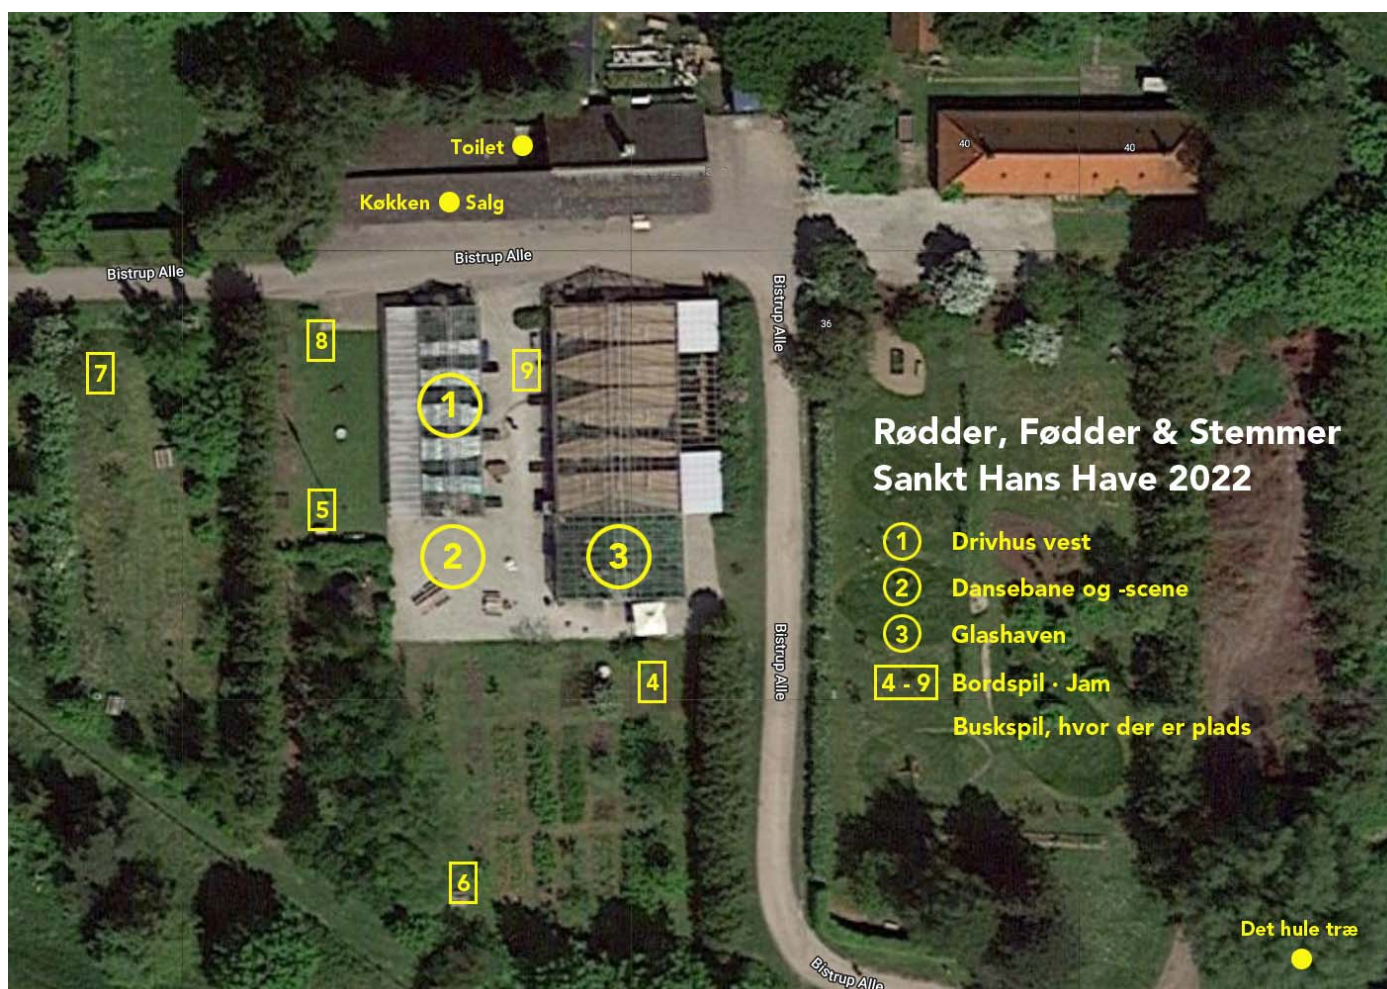 Toilet
40
40
Køkken Salg
Bistrup Alle
Bistrup Alle
Bistrup Alle
36
8
7
9
1
Rødder, Fødder & Stemmer
Sankt Hans Have 2022
5
1 Drivhus vest
2
3
2 Dansebane og -scene
3 Glashaven
Bistrup Alle
4
4 - 9 Bordspil · Jam
Buskspil, hvor der er plads
6
Det hule træ
Bistrup Alle